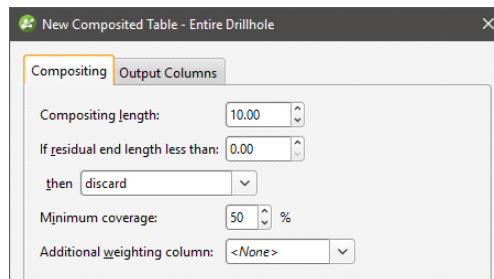 New Composited Table - Entire Drillhole
Compositing Output Columns
Compositing length: 10.00
If residual end length less than: 0.00
then discard
Minimum coverage: 50 %
Additional weighting column: <None>